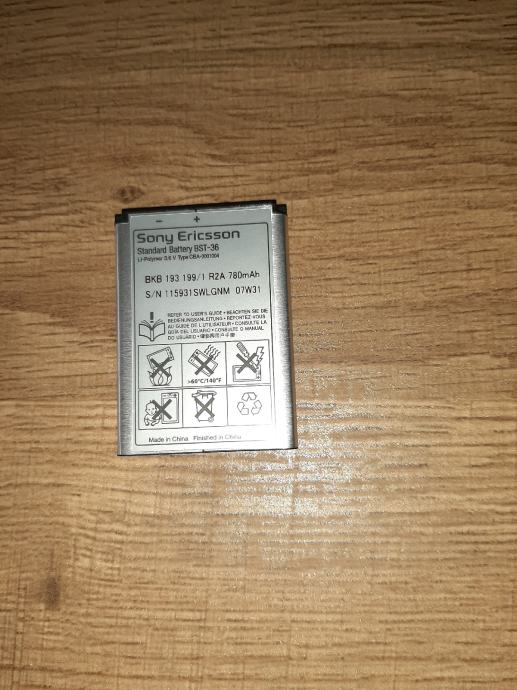 - +
Sony Ericsson
Standard Battery BST-36
Li-Polymer 3.6 V Type CBA-0001004
BKB 193 199/1 R2A 780mAh
S/N 115931SWLGNM 07W31
REFER TO USER'S GUIDE • BEACHTEN SIE DIE
BEDIENUNGSANLEITUNG • REPORTEZ-VOUS
AU GUIDE DE L'UTILISATEUR • CONSULTE LA
GUÍA DEL USUARIO • CONSULTE O MANUAL
DO USUÁRIO •
>60°C/140°F
Made in China Finished in China